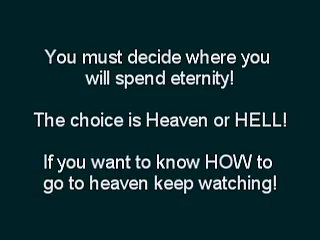 You must decide where you
will spend eternity!
The choice is Heaven or HELL!
If you want to know HOW to
go to heaven keep watching!